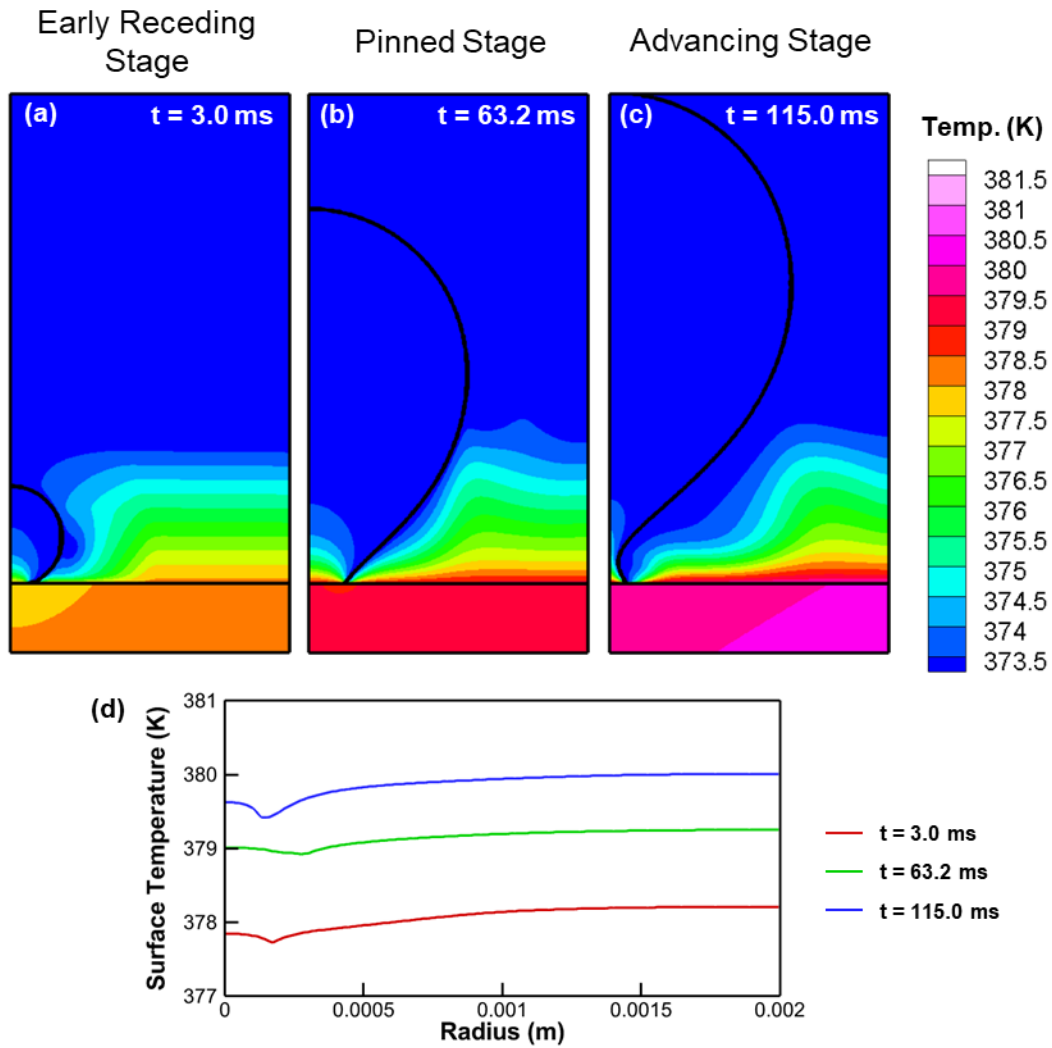 Early Receding
Stage
Pinned Stage
Advancing Stage
(a)
t = 3.0 ms
(b)
t = 63.2 ms
(c)
t = 115.0 ms
Temp. (K)
381.5
381
380.5
380
379.5
379
378.5
378
377.5
377
376.5
376
375.5
375
374.5
374
373.5
(d)
Surface Temperature (K)
381
380
379
378
377
0
0.0005
0.001
0.0015
0.002
Radius (m)
t = 3.0 ms
t = 63.2 ms
t = 115.0 ms